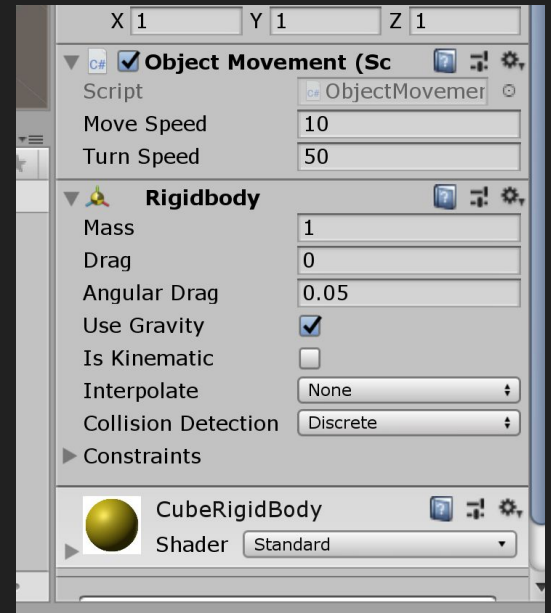 X 1 Y 1 Z 1
C# Object Movement (Sc
Script C# ObjectMovemer
Move Speed 10
Turn Speed 50
Rigidbody
Mass 1
Drag 0
Angular Drag 0.05
Use Gravity
Is Kinematic
Interpolate None
Collision Detection Discrete
Constraints
CubeRigidBody
Shader Standard